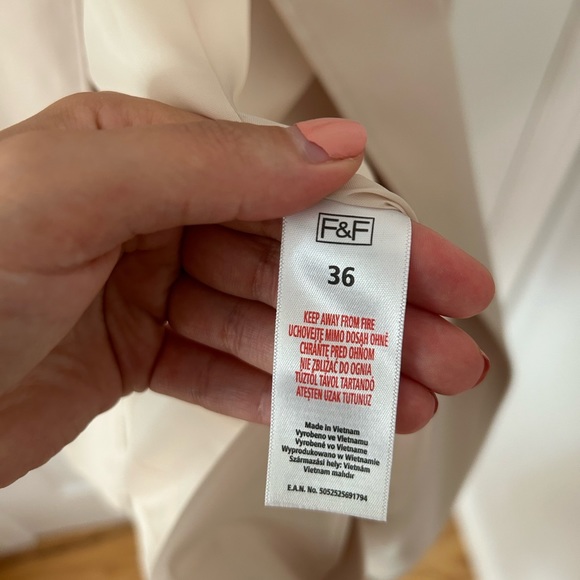 F&F
36
KEEP AWAY FROM FIRE
UCHOVEJTE MIMO DOSAH OHNĚ
CHRÁŇTE PRED OHŇOM
NIE ZBLIŻAĆ DO OGNIA
TŰZTŐL TÁVOL TARTANDÓ
ATEŞTEN UZAK TUTUNUZ
Made in Vietnam
Vyrobeno ve Vietnamu
Vyrobené vo Vietname
Wyprodukowano w Wietnamie
Származási hely: Vietnám
Vietnam malıdır
E.A.N. No. 5052525691794